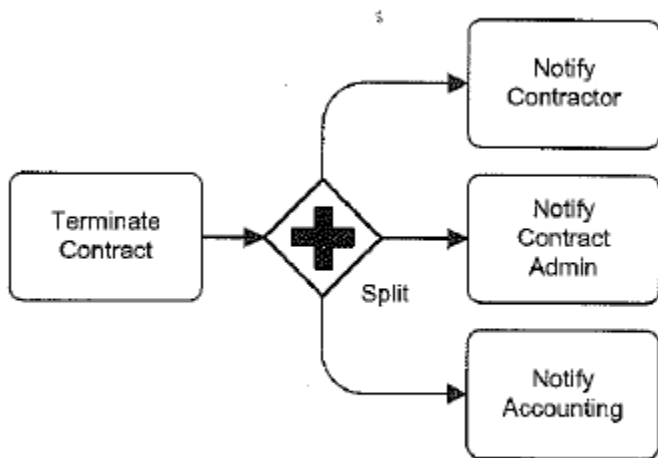 Notify
Contractor
Terminate
Contract
Notify
Contract
Admin
Split
Notify
Accounting